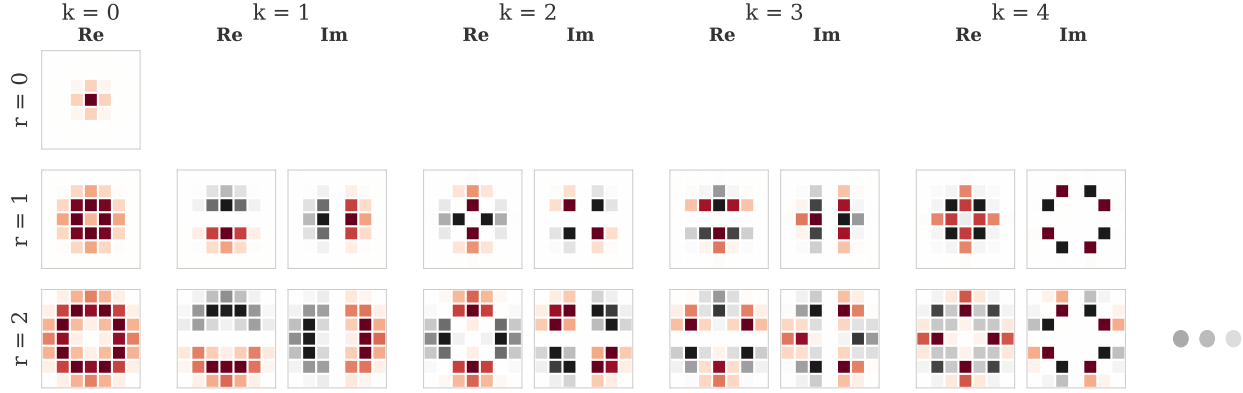 k = 0 k = 1 k = 2 k = 3 k = 4
Re Re Im Re Im Re Im Re Im
r = 0
r = 1
r = 2